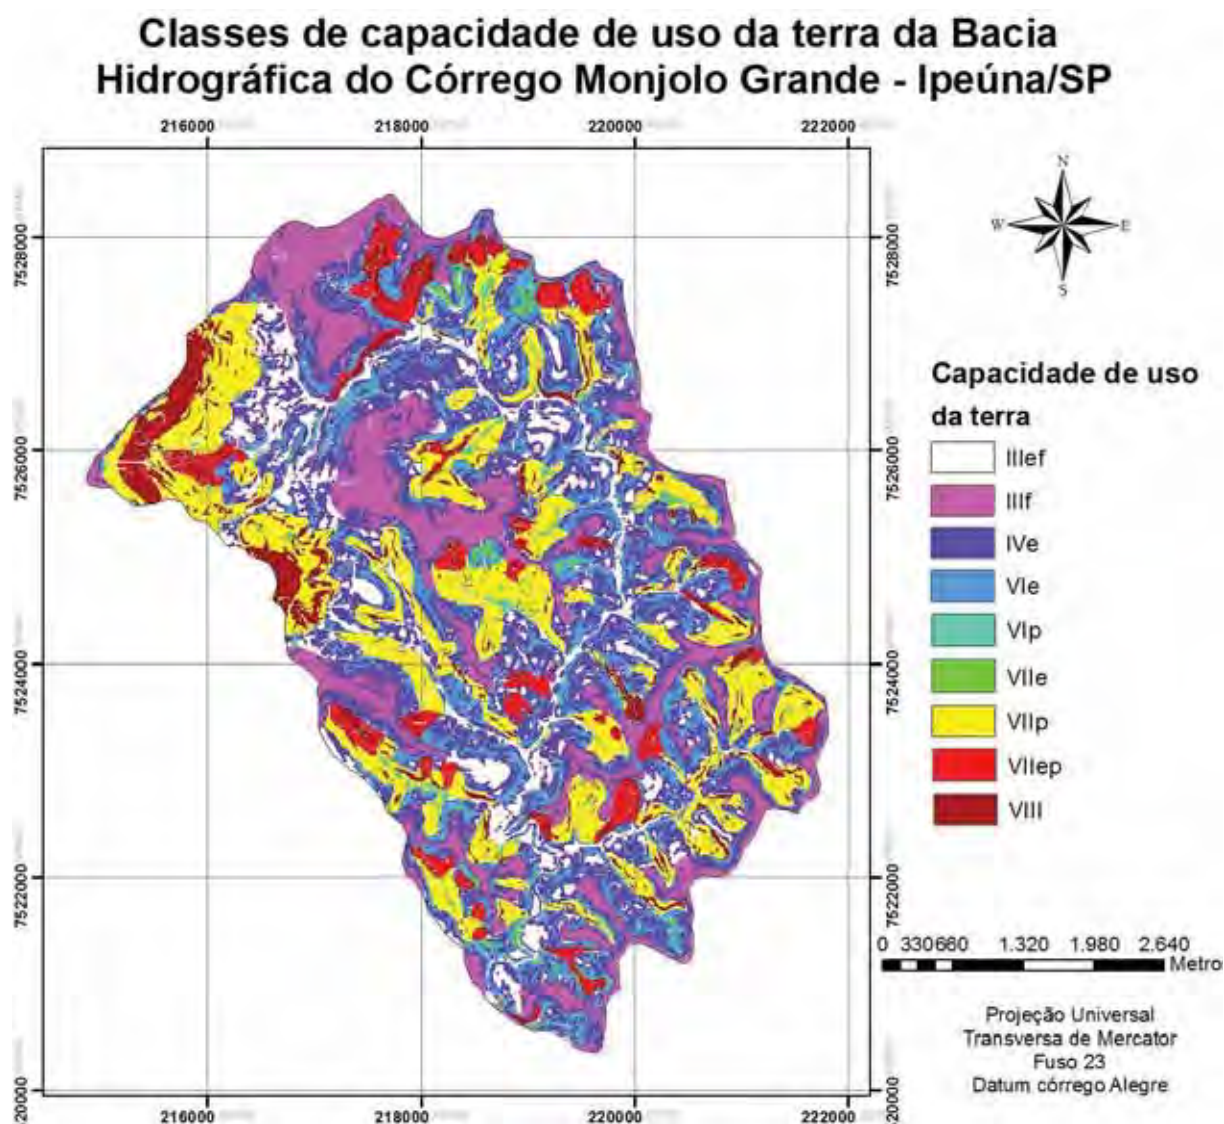 Classes de capacidade de uso da terra da Bacia
Hidrográfica do Córrego Monjolo Grande - Ipeúna/SP
216000 218000 220000 222000
N
W E
S
7528000 7528000
7526000 7526000
7524000 7524000
7522000 7522000
20000 20000
216000 218000 220000 222000
Capacidade de uso
da terra
IIIef
IIIf
IVe
VIe
VIp
VIIe
VIIp
VIIep
VIII
0 330660 1.320 1.980 2.640
Metro
Projeção Universal
Transversa de Mercator
Fuso 23
Datum córrego Alegre